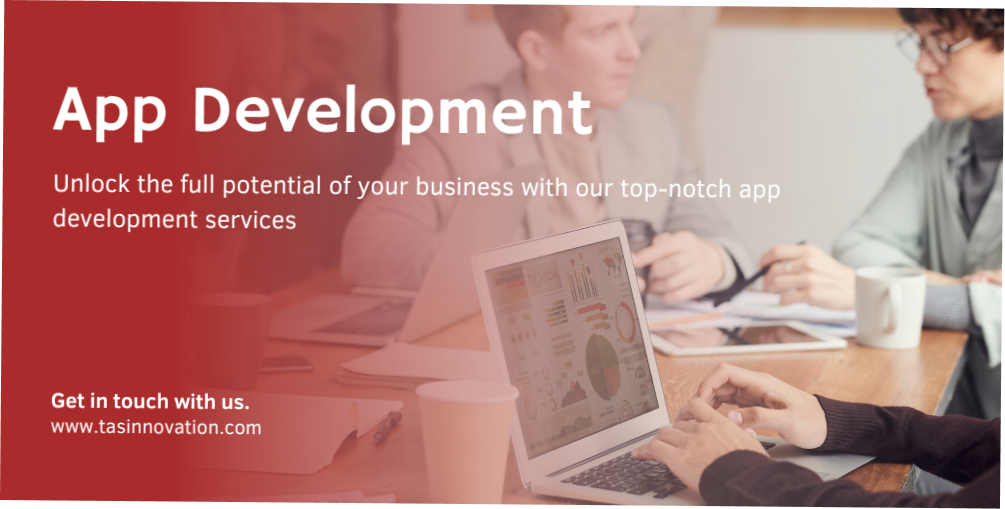 App Development
Unlock the full potential of your business with our top-notch app
development services
Get in touch with us.
www.tasinnovation.com